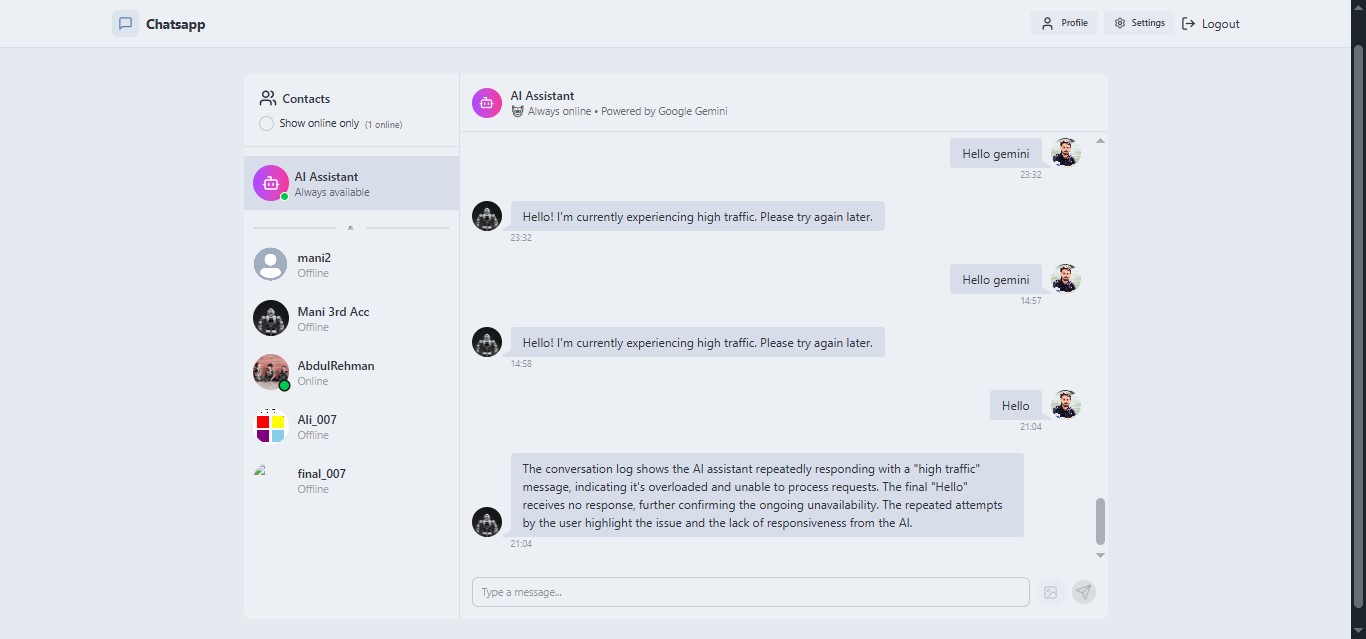 Chatsapp
Profile
Settings
Logout
Contacts
Show online only (1 online)
AI Assistant
Always available
mani2
Offline
Mani 3rd Acc
Offline
AbdulRehman
Online
Ali_007
Offline
final_007
Offline
AI Assistant
Always online • Powered by Google Gemini
Hello gemini
23:32
Hello! I'm currently experiencing high traffic. Please try again later.
23:32
Hello gemini
14:57
Hello! I'm currently experiencing high traffic. Please try again later.
14:58
Hello
21:04
The conversation log shows the AI assistant repeatedly responding with a "high traffic"
message, indicating it's overloaded and unable to process requests. The final "Hello"
receives no response, further confirming the ongoing unavailability. The repeated attempts
by the user highlight the issue and the lack of responsiveness from the AI.
21:04
Type a message...